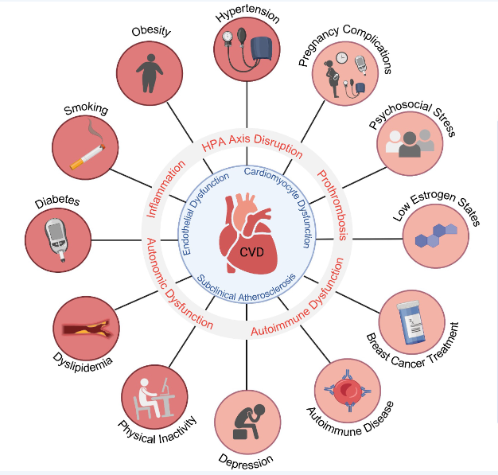 Hypertension
Pregnancy Complications
Psychosocial Stress
Low Estrogen States
Breast Cancer Treatment
Autoimmune Disease
Depression
Physical Inactivity
Dyslipidemia
Diabetes
Smoking
Obesity
HPA Axis Disruption
Prothrombosis
Autoimmune Dysfunction
Autonomic Dysfunction
Inflammation
Endothelial Dysfunction
Cardiomyocyte Dysfunction
Subclinical Atherosclerosis
CVD